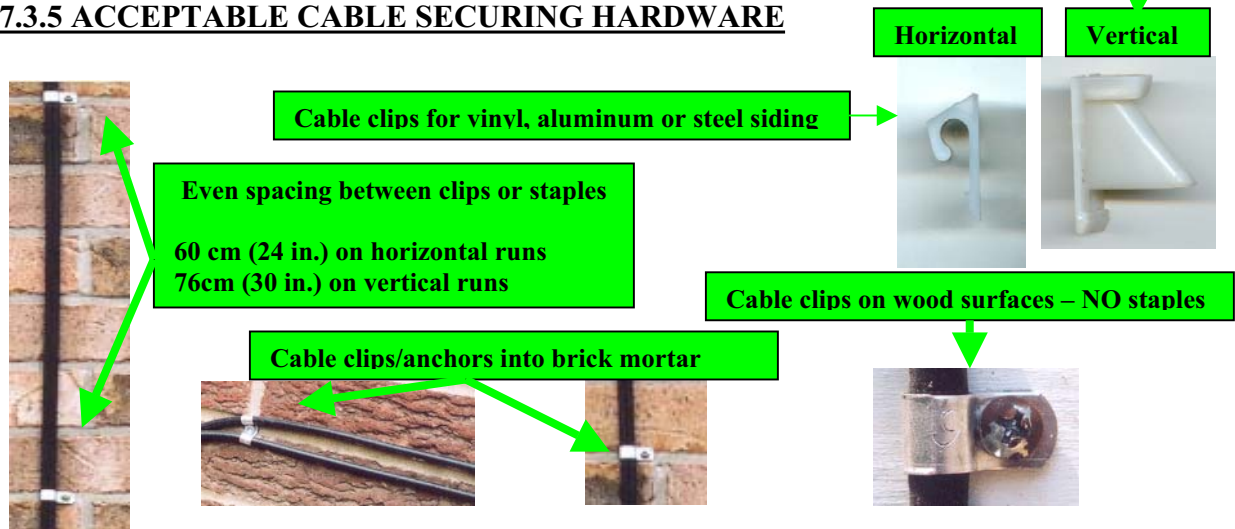 7.3.5 ACCEPTABLE CABLE SECURING HARDWARE
Horizontal
Vertical
Cable clips for vinyl, aluminum or steel siding
Even spacing between clips or staples
60 cm (24 in.) on horizontal runs
76cm (30 in.) on vertical runs
Cable clips on wood surfaces – NO staples
Cable clips/anchors into brick mortar